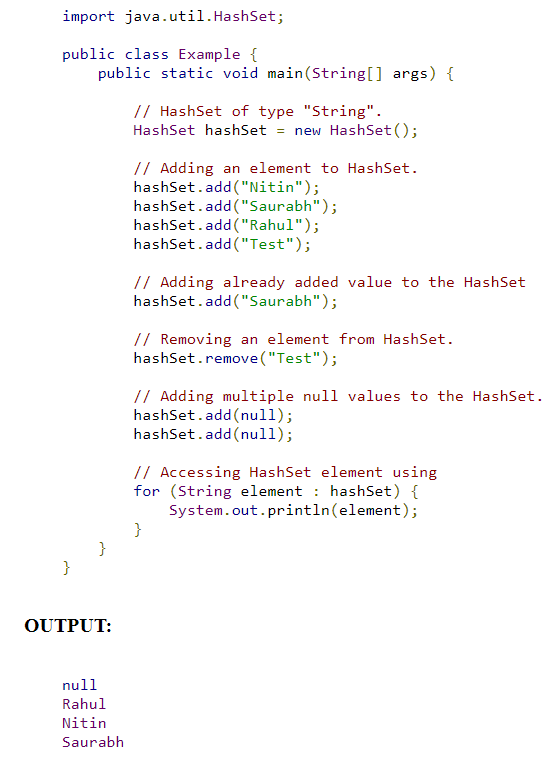 import java.util.HashSet;
public class Example {
public static void main(String[] args) {
// HashSet of type "String".
HashSet hashSet = new HashSet();
// Adding an element to HashSet.
hashSet.add("Nitin");
hashSet.add("Saurabh");
hashSet.add("Rahul");
hashSet.add("Test");
// Adding already added value to the HashSet
hashSet.add("Saurabh");
// Removing an element from HashSet.
hashSet.remove("Test");
// Adding multiple null values to the HashSet.
hashSet.add(null);
hashSet.add(null);
// Accessing HashSet element using
for (String element : hashSet) {
System.out.println(element);
}
}
}
OUTPUT:
null
Rahul
Nitin
Saurabh